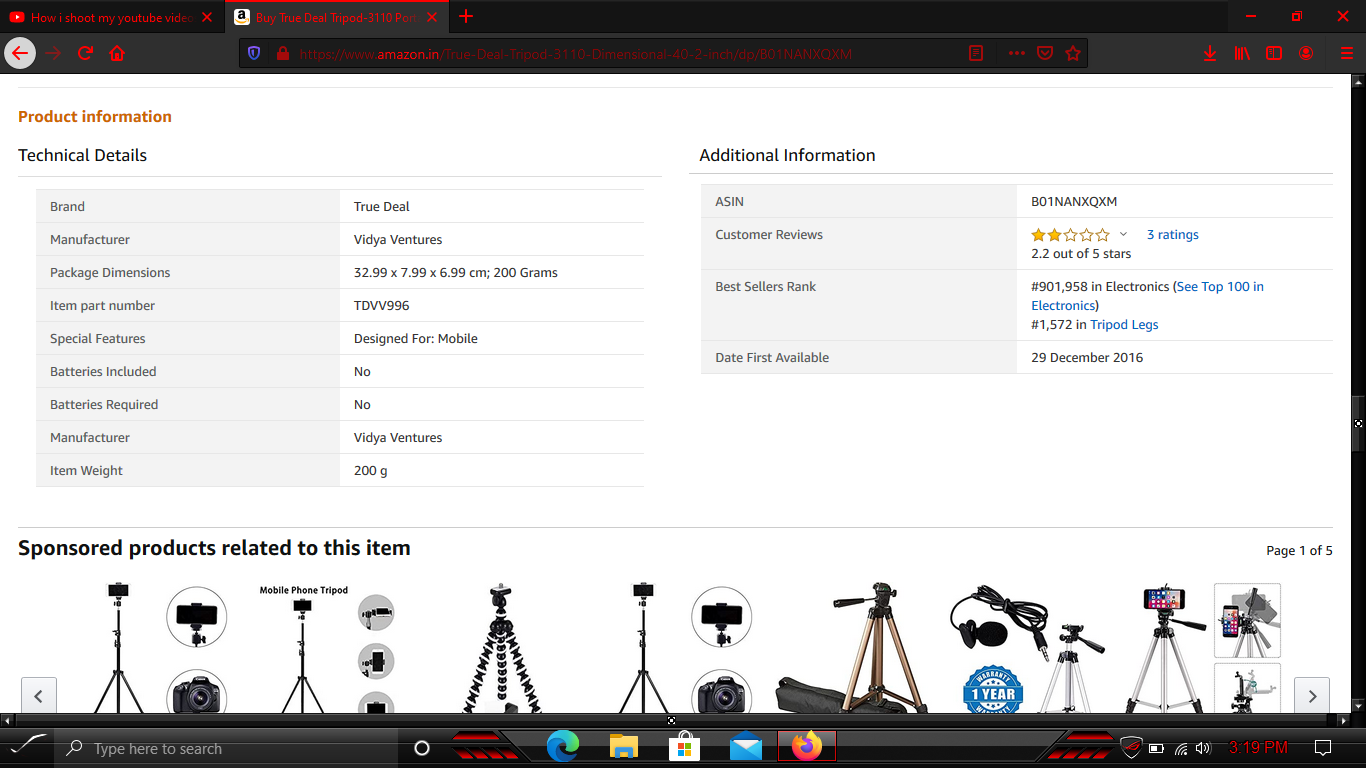 How i shoot my youtube video
Buy True Deal Tripod-3110 Port
https://www.amazon.in/True-Deal-Tripod-3110-Dimensional-40-2-inch/dp/B01NANXQXM
Product information
Technical Details
Brand True Deal
Manufacturer Vidya Ventures
Package Dimensions 32.99 x 7.99 x 6.99 cm; 200 Grams
Item part number TDVV996
Special Features Designed For: Mobile
Batteries Included No
Batteries Required No
Manufacturer Vidya Ventures
Item Weight 200 g
Additional Information
ASIN B01NANXQXM
Customer Reviews 3 ratings
2.2 out of 5 stars
Best Sellers Rank #901,958 in Electronics (See Top 100 in
Electronics)
#1,572 in Tripod Legs
Date First Available 29 December 2016
Sponsored products related to this item
Page 1 of 5
Mobile Phone Tripod
WARRANTY
1 YEAR
WARRANTY
Type here to search
3:19 PM